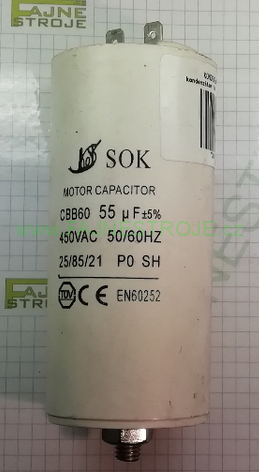 FAJNE
STROJE
SOK
MOTOR CAPACITOR
CBB60 55 µF±5%
450VAC 50/60HZ
25/85/21 P0 SH
TÜV CE EN60252